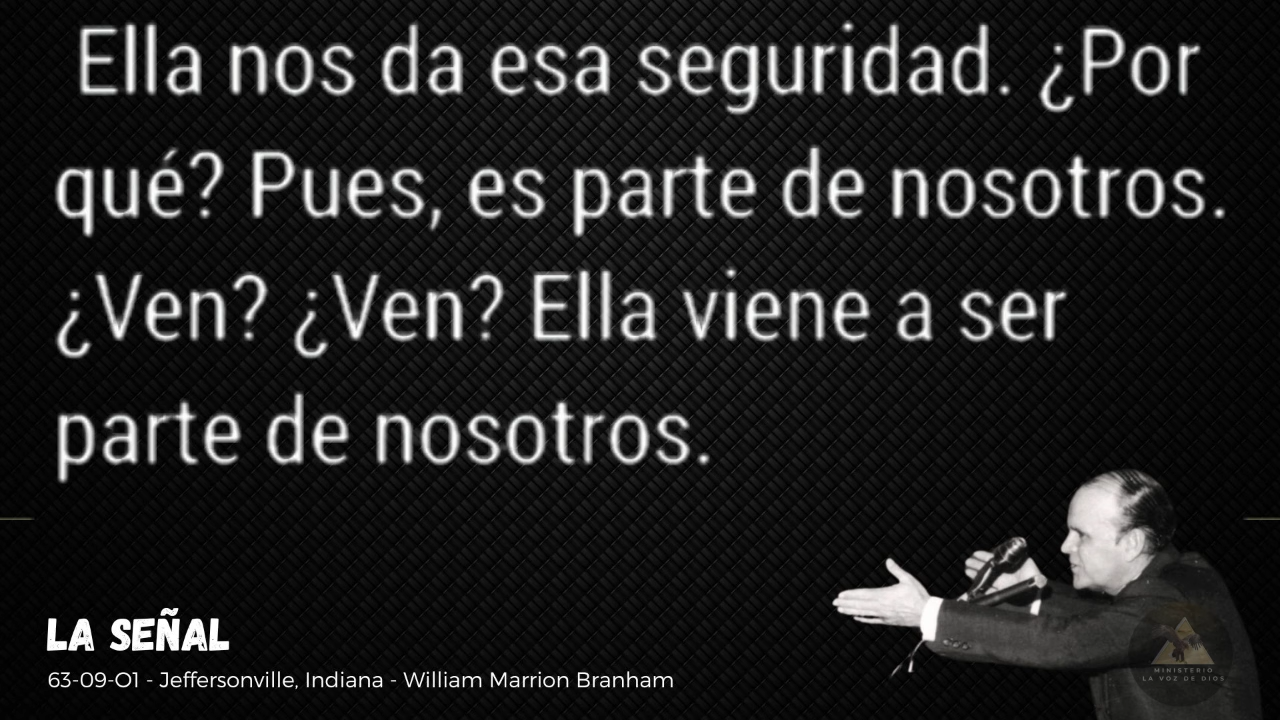 Ella nos da esa seguridad. ¿Por
qué? Pues, es parte de nosotros.
¿Ven? ¿Ven? Ella viene a ser
parte de nosotros.
LA SEÑAL
63-09-O1 - Jeffersonville, Indiana - William Marrion Branham
MINISTERIO
LA VOZ DE DIOS